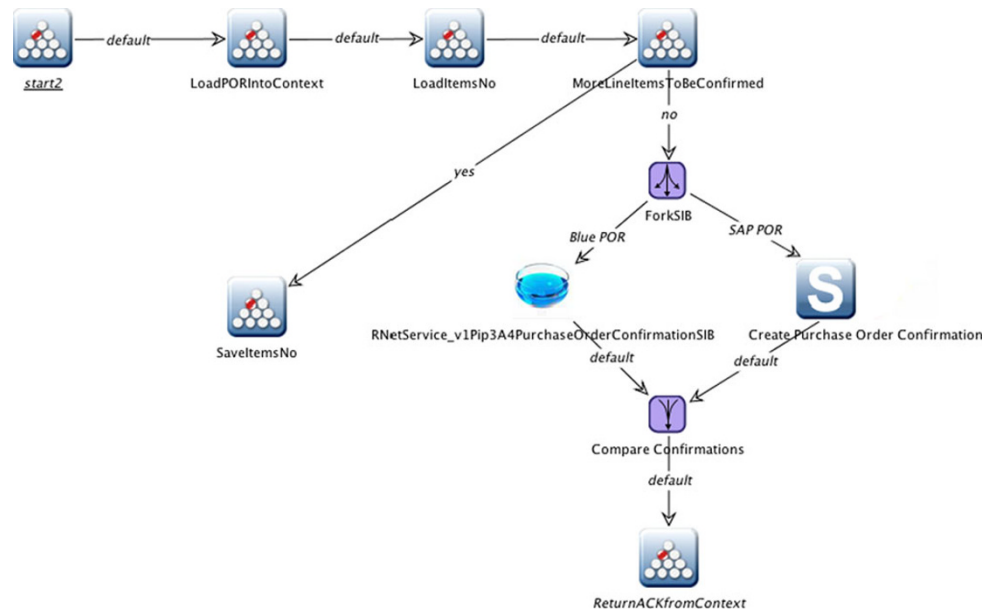 default
default
default
start2
LoadPORIntoContext
LoadItemsNo
MoreLineItemsToBeConfirmed
no
yes
ForkSIB
Blue POR
SAP POR
S
RNetService_v1Pip3A4PurchaseOrderConfirmationSIB
Create Purchase Order Confirmation
SaveItemsNo
default
default
Compare Confirmations
default
ReturnACKfromContext